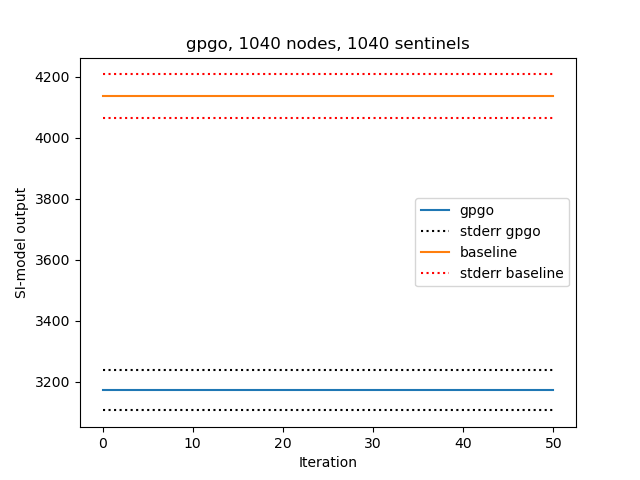 gpgo, 1040 nodes, 1040 sentinels
SI-model output
4200
4000
3800
3600
3400
3200
gpgo
stderr gpgo
baseline
stderr baseline
0 10 20 30 40 50
Iteration